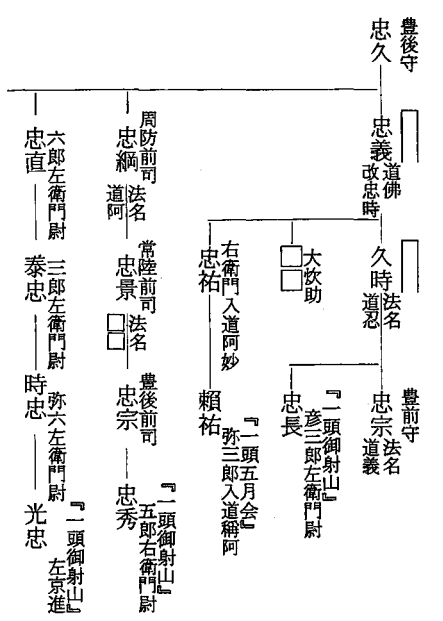 豊後守
忠久
忠義
道佛
改忠時
久時
法名
道忍
豊前守
忠宗
法名
道義
『一頭御射山』
彦三郎左衛門尉
忠長
大炊助
□□
右衛門入道阿妙
忠祐
『一頭五月会』
弥三郎入道稱阿
頼祐
周防前司
忠綱
法名
道阿
常陸前司
忠景
法名
□□
豊後前司
忠宗
『一頭御射山』
五郎右衛門尉
忠秀
六郎左衛門尉
忠直
三郎左衛門尉
泰忠
弥六左衛門尉
時忠
『一頭御射山』
左京進
光忠